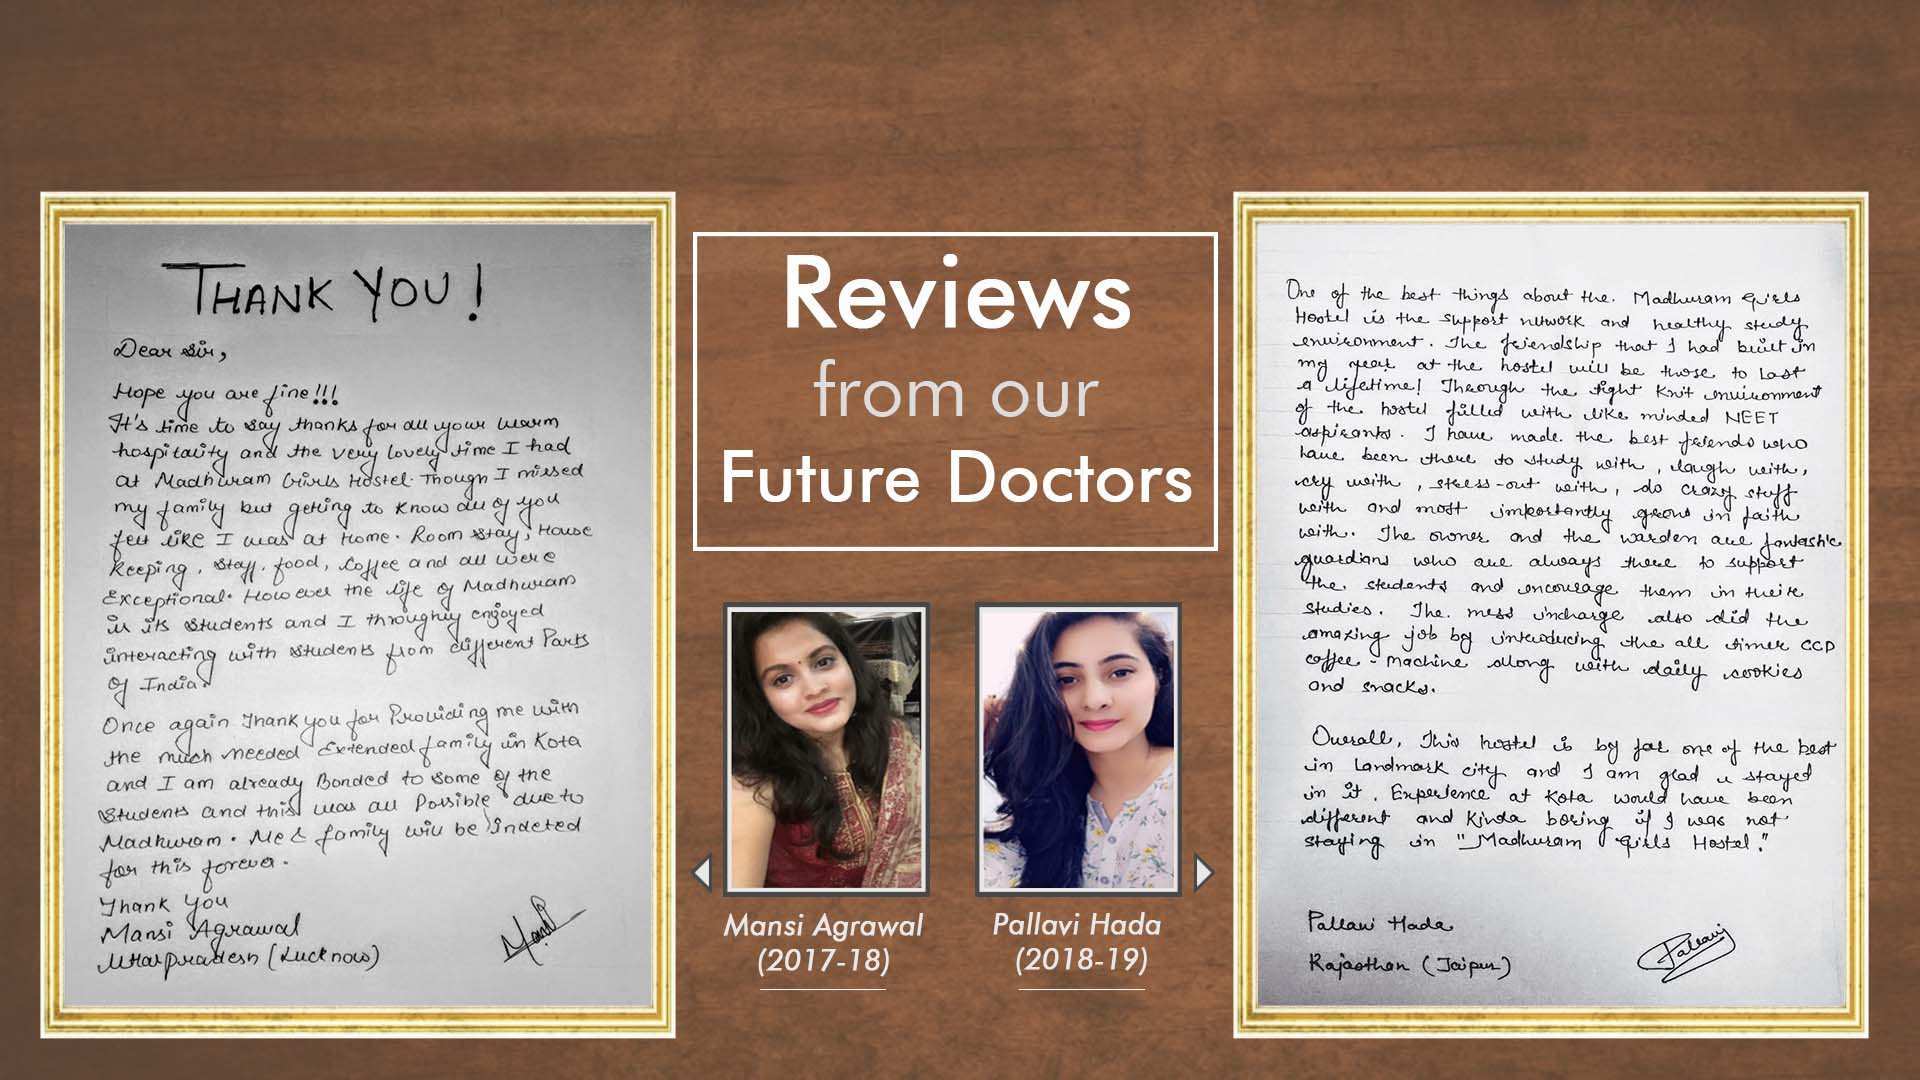 THANK YOU!
Dear Sir,
Hope you are fine!!!
It's time to say thanks for all your warm
hospitality and the very lovely time I had
at Madhuram Girls Hostel. Though I missed
my family but getting to know all of you
felt like I was at Home. Room stay, House
Keeping, Staff, food, Coffee and all were
Exceptional. However the life of Madhuram
is its students and I throughly enjoyed
interacting with students from different Parts
of India.
Once again Thank you for Providing me with
the much needed Extended family in Kota
and I am already Bonded to some of the
Students and this was all Possible due to
Madhuram. Me & family will be Indeted
for this forever.
Thank You
Mansi Agrawal
Uttarpradesh (Lucknow)
Mansi
Reviews
from our
Future Doctors
Mansi Agrawal
(2017-18)
Pallavi Hada
(2018-19)
One of the best things about the. Madhuram Girls
Hostel is the support network and healthy study
environment. The friendship that I had built in
my year at the hostel will be those to Last
a lifetime! Through the tight Knit environment
of the hostel filled with like minded NEET
aspirants. I have made the best friends who
have been there to study with, laugh with,
cry with, stress-out with, do crazy stuff
with and most importantly grow in faith
with. The owner and the warden are fantastic
guardians who are always there to support
the students and encourage them in their
studies. The mess incharge also did the
amazing job by introducing the all timer CCD
coffee-machine along with daily cookies
and snacks.
Overall, This hostel is by far one of the best
in Landmark city and I am glad u stayed
in it. Experience at Kota would have been
different and Kinda boring if I was not
staying in "Madhuram Girls Hostel."
Pallavi Hada
Rajasthan (Jaipur)
Pallavi